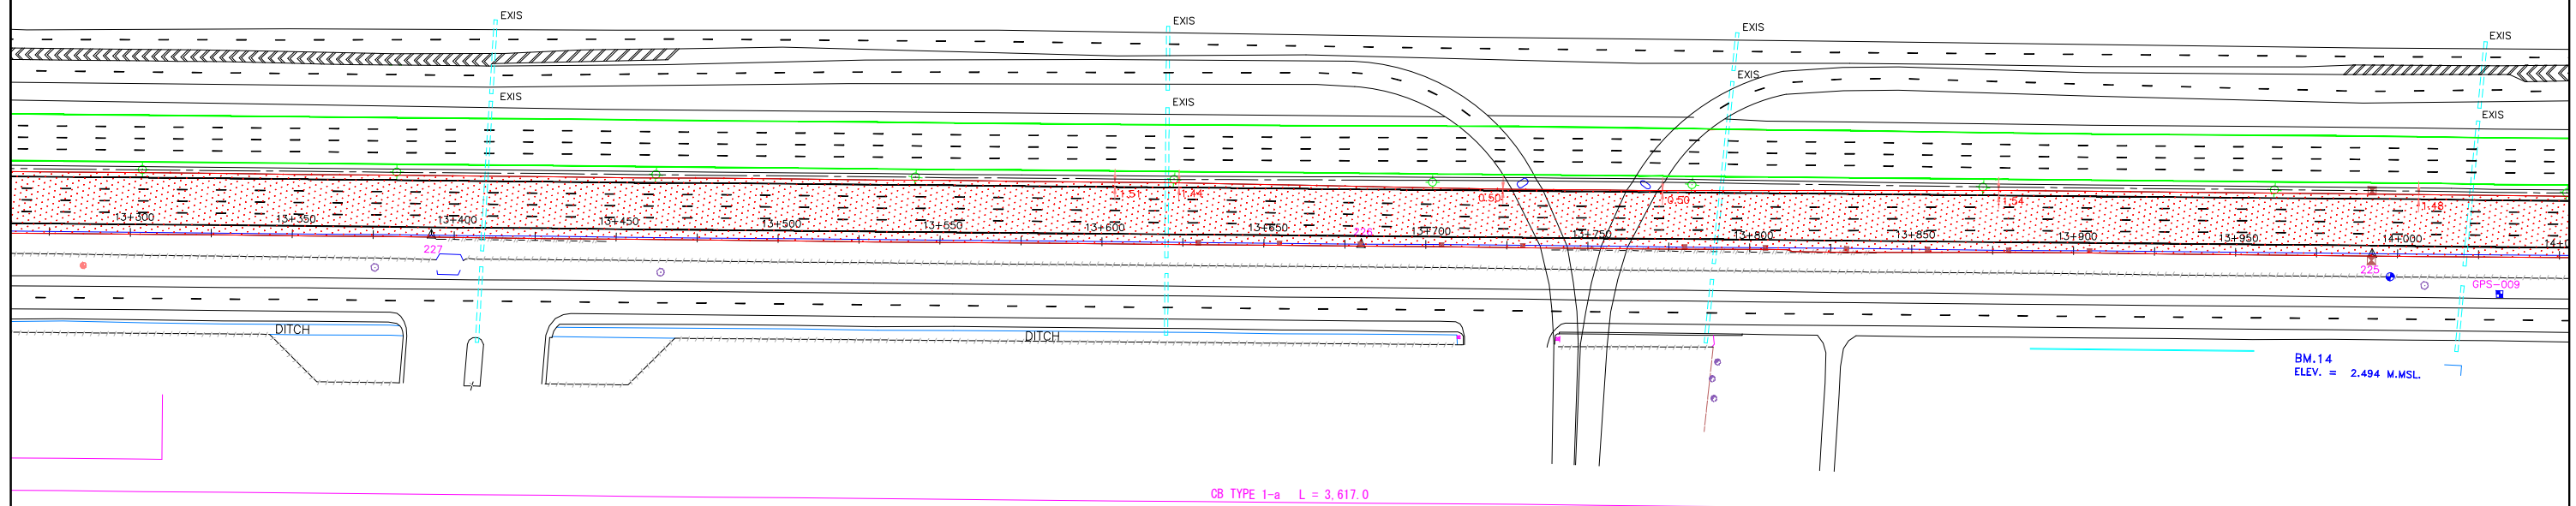 EXIS
EXIS
EXIS
EXIS
EXIS
EXIS
EXIS
EXIS
1.51
1.44
0.50
0.50
1.54
1.48
13+300
13+350
13+400
13+450
13+500
13+550
13+600
13+650
13+700
13+750
13+800
13+850
13+900
13+950
14+000
227
226
225
GPS-009
DITCH
DITCH
BM.14
ELEV. = 2.494 M.MSL.
CB TYPE 1-a L = 3,617.0